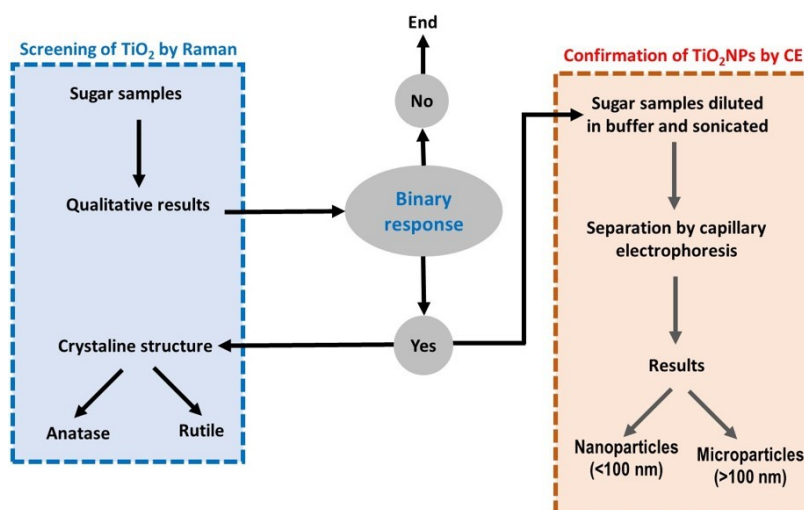 Screening of TiO₂ by Raman
Sugar samples
Qualitative results
Crystaline structure
Anatase
Rutile
End
No
Binary
response
Yes
Confirmation of TiO₂NPs by CE
Sugar samples diluted
in buffer and sonicated
Separation by capillary
electrophoresis
Results
Nanoparticles
(<100 nm)
Microparticles
(>100 nm)